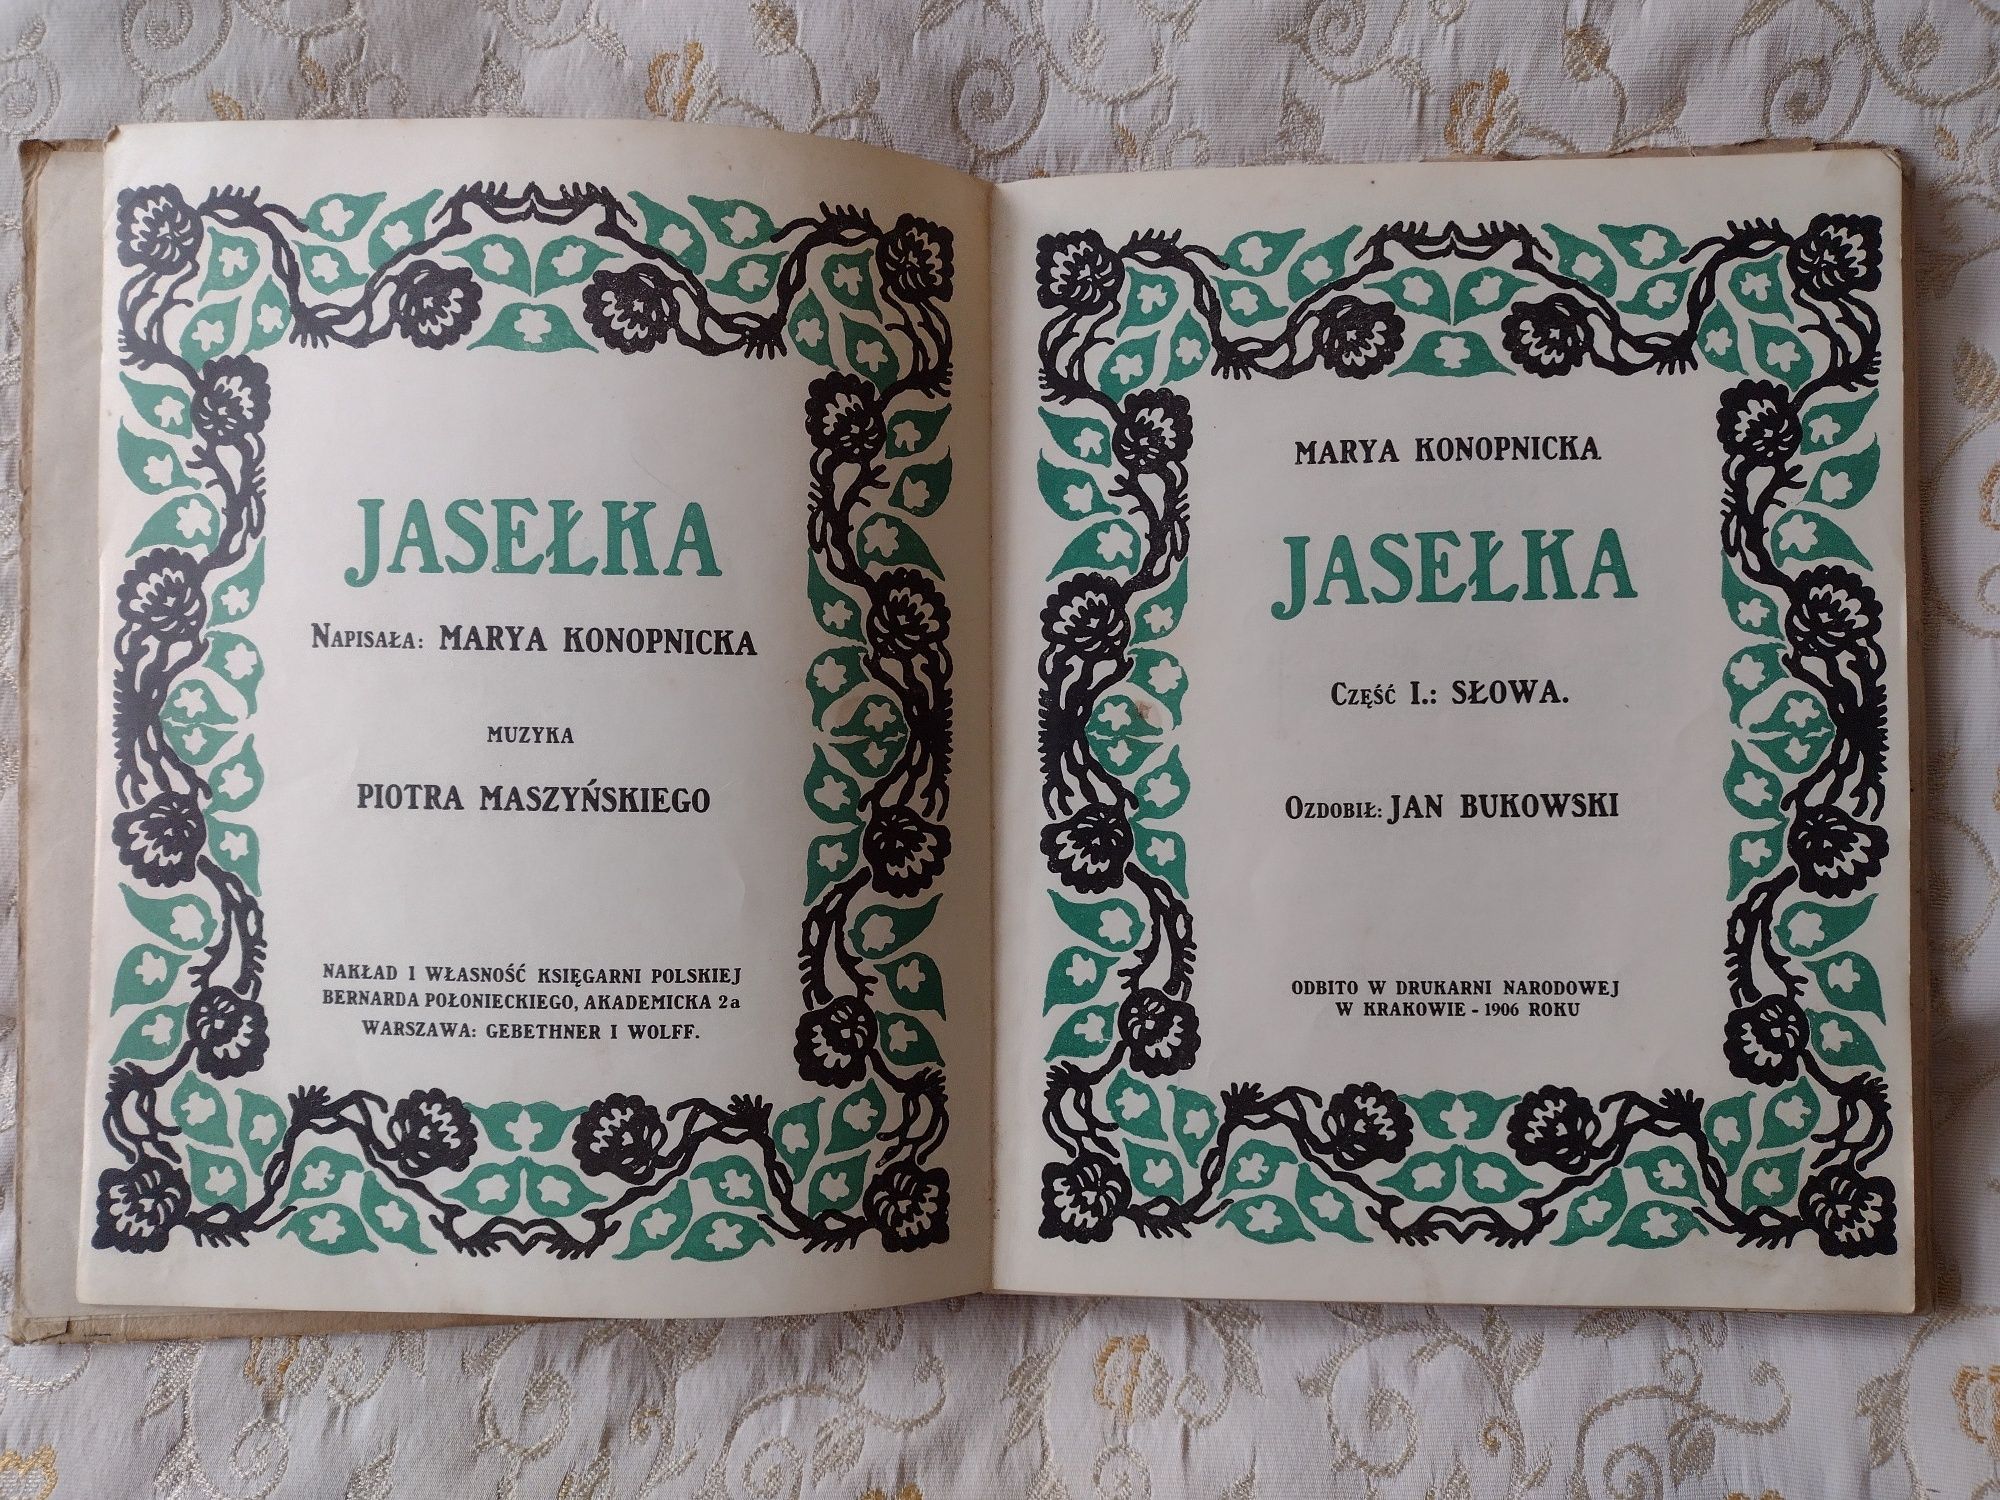 JASEŁKA
NAPISAŁA: MARYA KONOPNICKA
MUZYKA
PIOTRA MASZYŃSKIEGO
NAKŁAD I WŁASNOŚĆ KSIĘGARNI POLSKIEJ
BERNARDA POŁONIECKIEGO, AKADEMICKA 2a
WARSZAWA: GEBETHNER I WOLFF.
MARYA KONOPNICKA
JASEŁKA
CZĘŚĆ I.: SŁOWA.
OZDOBIŁ: JAN BUKOWSKI
ODBITO W DRUKARNI NARODOWEJ
W KRAKOWIE - 1906 ROKU